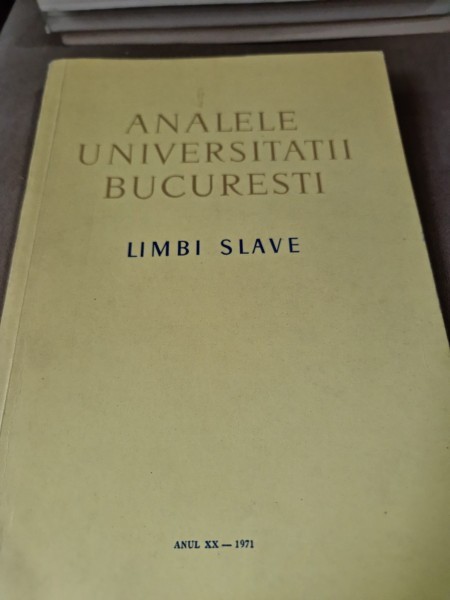 ANALELE
UNIVERSITATII
BUCURESTI
LIMBI SLAVE
ANUL XX — 1971